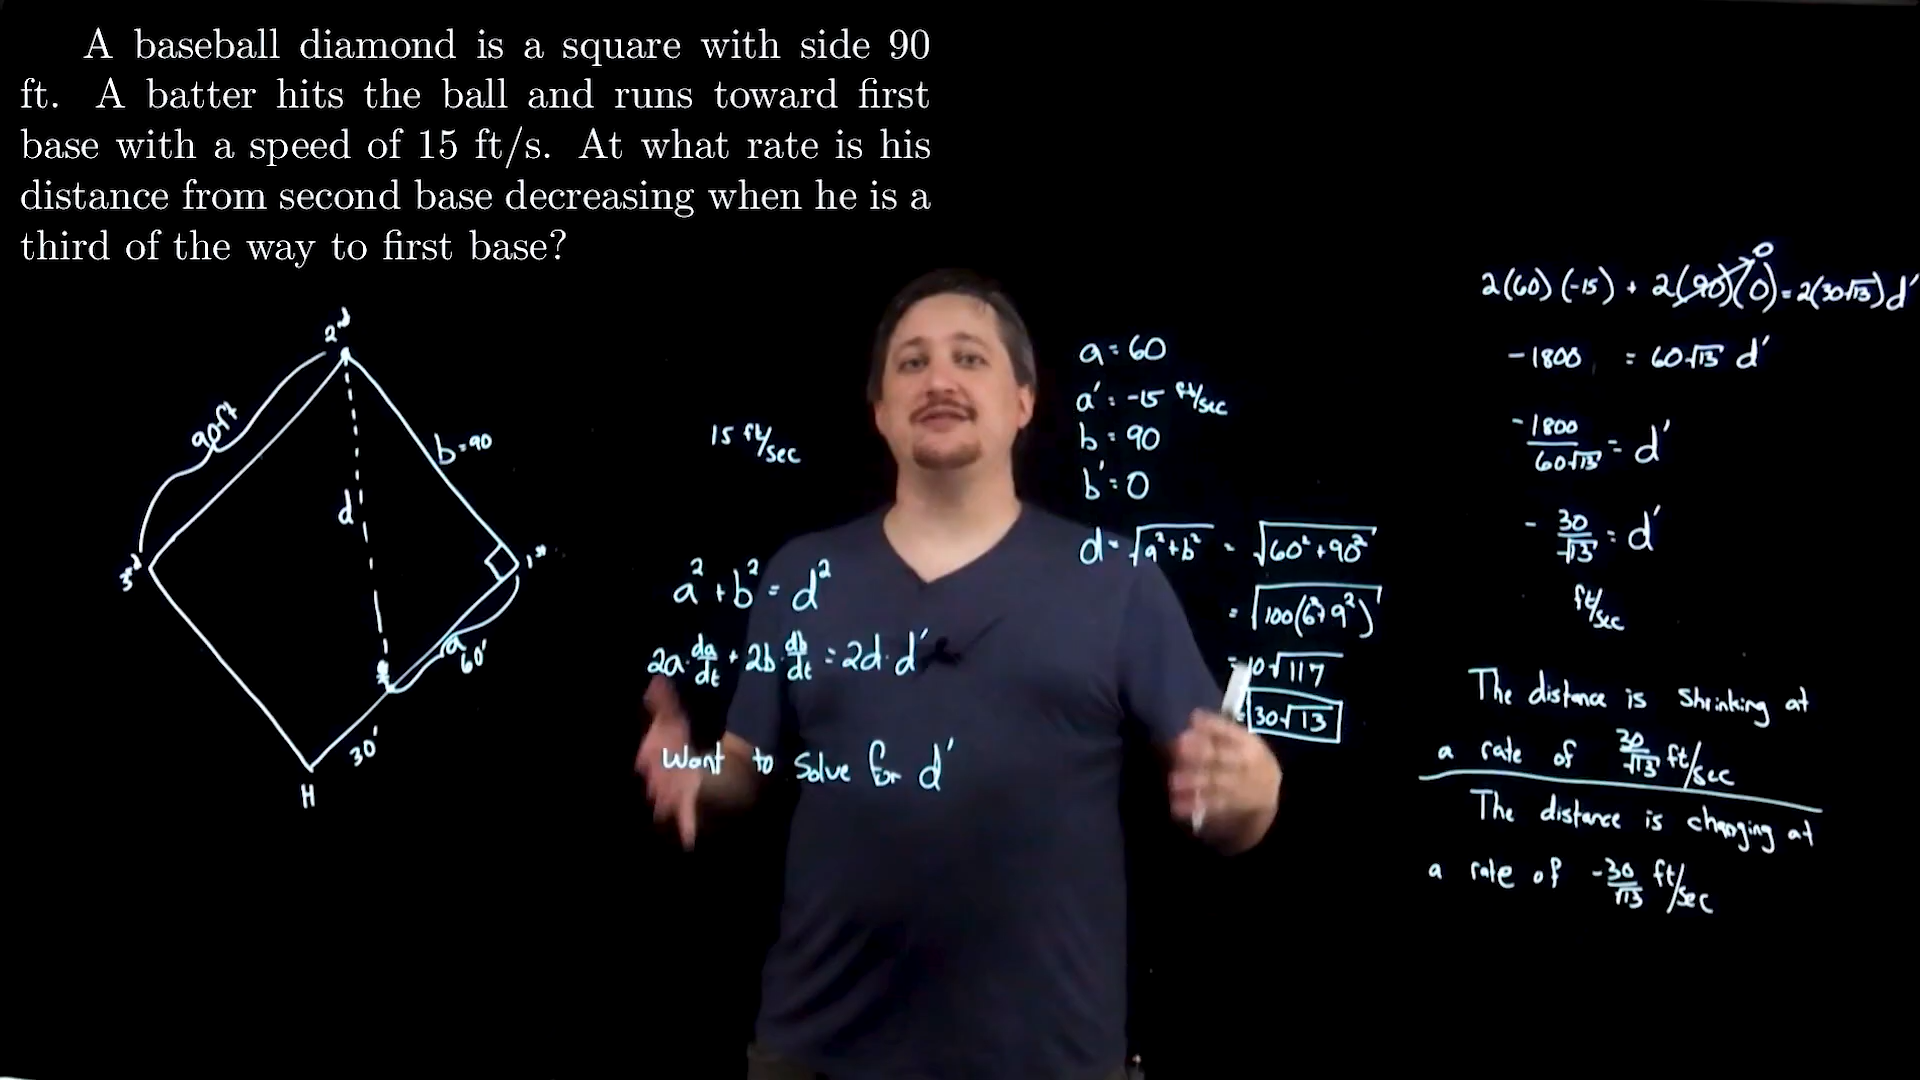 A baseball diamond is a square with side 90
ft. A batter hits the ball and runs toward first
base with a speed of 15 ft/s. At what rate is his
distance from second base decreasing when he is a
third of the way to first base?
2ⁿᵈ
90ft
b=90
d
3ʳᵈ
1ˢᵗ
a
60'
30'
H
15 ft/sec
a² + b² = d²
2a·da/dt + 2b·db/dt = 2d·d'
Want to Solve for d'
a = 60
a' = -15 ft/sec
b = 90
b' = 0
d = √(a²+b²) = √(60²+90²)
= √(100(6²+9²))
= 10√117
= 30√13
2(60)(-15) + 2(90)(0) = 2(30√13)d'
0
-1800 = 60√13 d'
-1800/60√13 = d'
-30/√13 = d'
ft/sec
The distance is Shrinking at
a rate of 30/√13 ft/sec
The distance is changing at
a rate of -30/√13 ft/sec